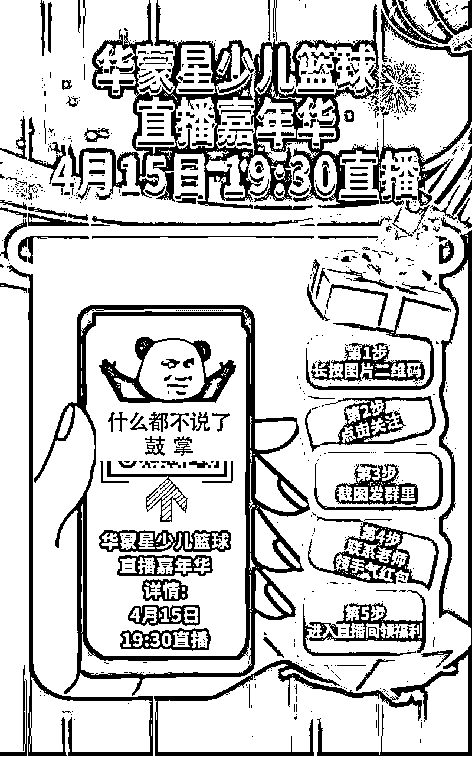 华蒙星少儿篮球
直播嘉年华
4月15日 19:30直播
什么都不说了
鼓掌
华蒙星少儿篮球
直播嘉年华
详情:
4月15日
19:30直播
第1步
长按图片二维码
第2步
点击关注
第3步
截图发群里
第4步
联系老师
领手气红包
第5步
进入直播间领福利